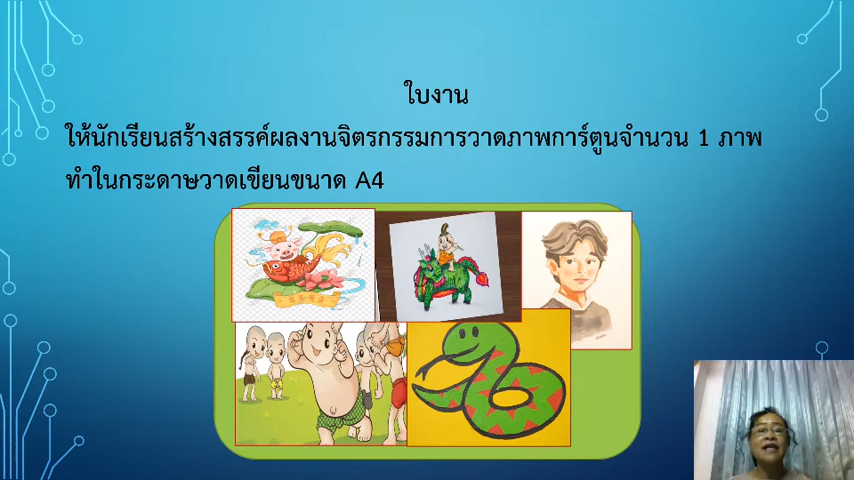 ใบงาน
ให้นักเรียนสร้างสรรค์ผลงานจิตรกรรมการวาดภาพการ์ตูนจำนวน 1 ภาพ
ทำในกระดาษวาดเขียนขนาด A4